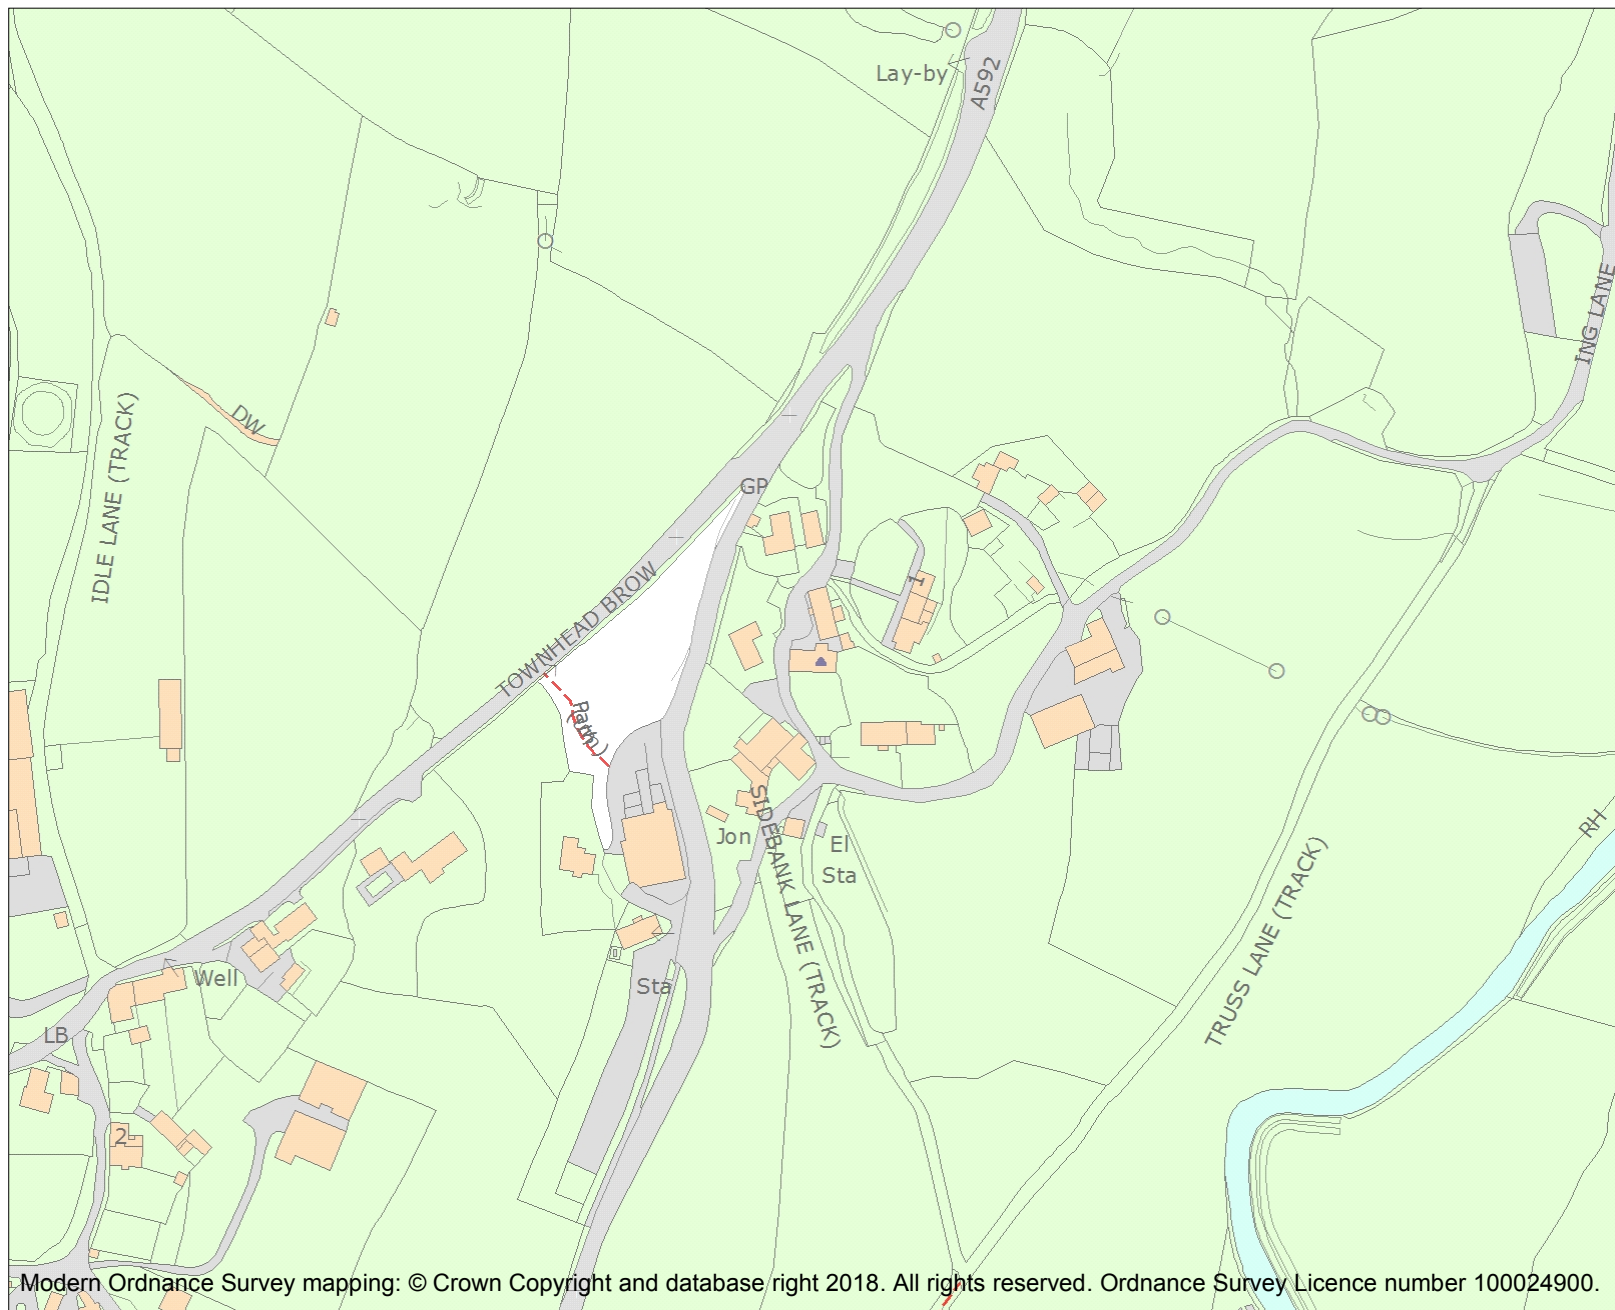 Lay-by
A592
ING LANE
DW
IDLE LANE (TRACK)
GP
TOWNHEAD BROW
1
Path
(um)
SIDEBANK LANE (TRACK)
Jon
El
Sta
RH
TRUSS LANE (TRACK)
Well
Sta
LB
2
Modern Ordnance Survey mapping: © Crown Copyright and database right 2018. All rights reserved. Ordnance Survey Licence number 100024900.